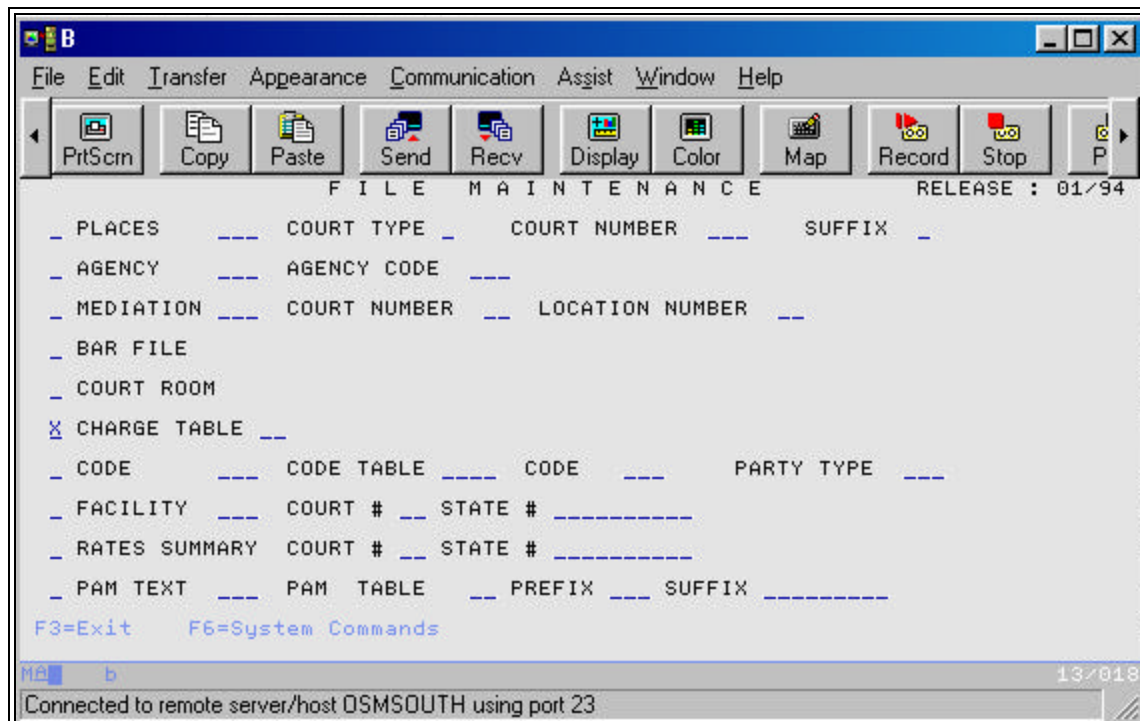 B
File Edit Transfer Appearance Communication Assist Window Help
PrtScrn Copy Paste Send Recv Display Color Map Record Stop P
F I L E M A I N T E N A N C E RELEASE : 01/94
_ PLACES ___ COURT TYPE _ COURT NUMBER ___ SUFFIX _
_ AGENCY ___ AGENCY CODE ___
_ MEDIATION ___ COURT NUMBER __ LOCATION NUMBER __
_ BAR FILE
_ COURT ROOM
X CHARGE TABLE __
_ CODE ___ CODE TABLE ____ CODE ___ PARTY TYPE ___
_ FACILITY ___ COURT # __ STATE # __________
_ RATES SUMMARY COURT # __ STATE # __________
_ PAM TEXT ___ PAM TABLE __ PREFIX ___ SUFFIX _________
F3=Exit F6=System Commands
MA b 13/018
Connected to remote server/host OSMSOUTH using port 23